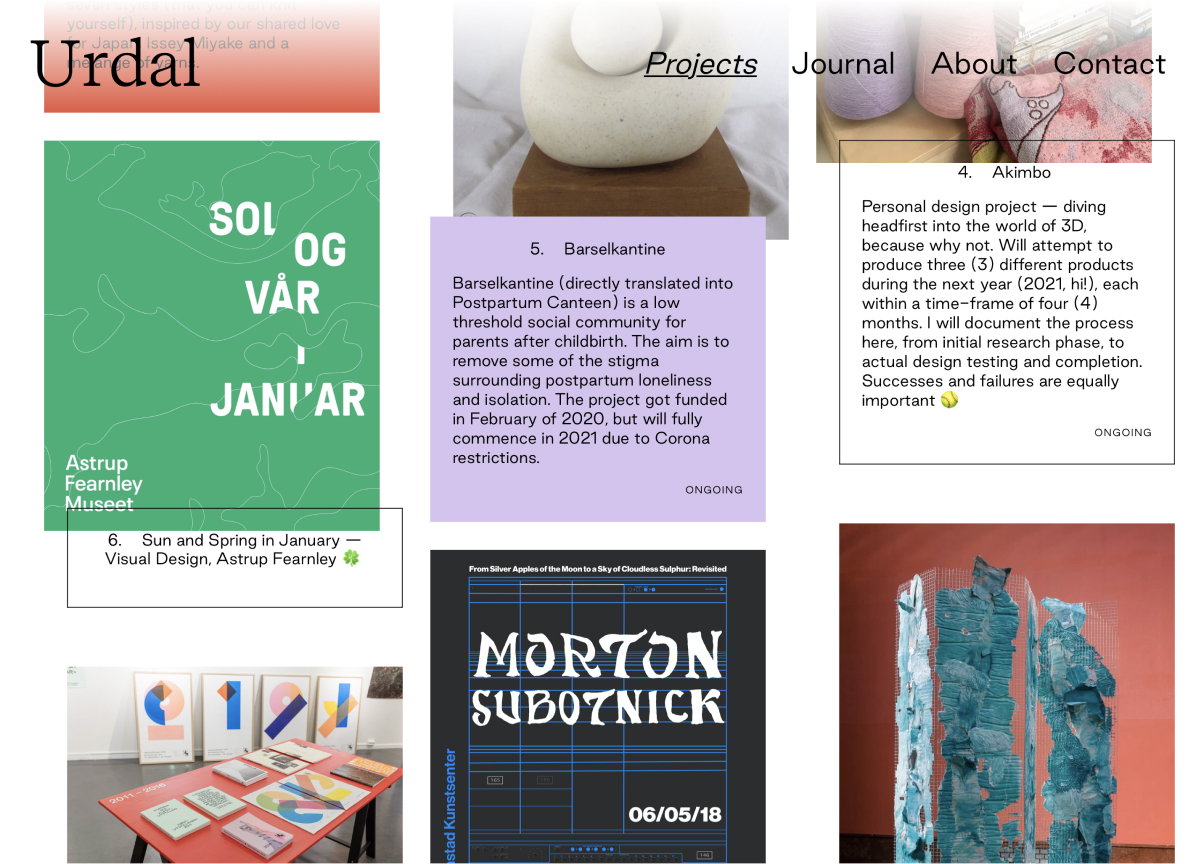 yourself), inspired by our shared love
for Japan, Issey Miyake and a
melange of yarns.
Urdal
Projects
Journal
About
Contact
SOL
OG
VÅR
I
JANUAR
Astrup
Fearnley
Museet
6. Sun and Spring in January —
Visual Design, Astrup Fearnley 🍀
2011–2016
5. Barselkantine
Barselkantine (directly translated into
Postpartum Canteen) is a low
threshold social community for
parents after childbirth. The aim is to
remove some of the stigma
surrounding postpartum loneliness
and isolation. The project got funded
in February of 2020, but will fully
commence in 2021 due to Corona
restrictions.
ONGOING
From Silver Apples of the Moon to a Sky of Cloudless Sulphur: Revisited
MORTON
SUBOTNICK
165
06/05/18
146
stad Kunstsenter
4. Akimbo
Personal design project — diving
headfirst into the world of 3D,
because why not. Will attempt to
produce three (3) different products
during the next year (2021, hi!), each
within a time-frame of four (4)
months. I will document the process
here, from initial research phase, to
actual design testing and completion.
Successes and failures are equally
important 🥎
ONGOING